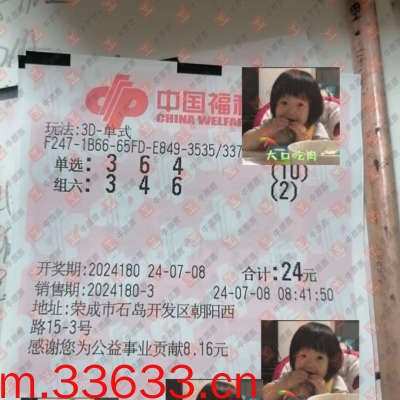 中国福利
CHINA WELFA
玩法:3D-单式
F247-1B66-65FD-E849-3535/337
单选: 3 6 4 (10)
组六: 3 4 6 (2)
大口吃肉
开奖期:2024180 24-07-08 合计:24元
销售期:2024180-3 24-07-08 08:41:50
地址:荣成市石岛开发区朝阳西
路15-3号
感谢您为公益事业贡献8.16元
m.33633.cn